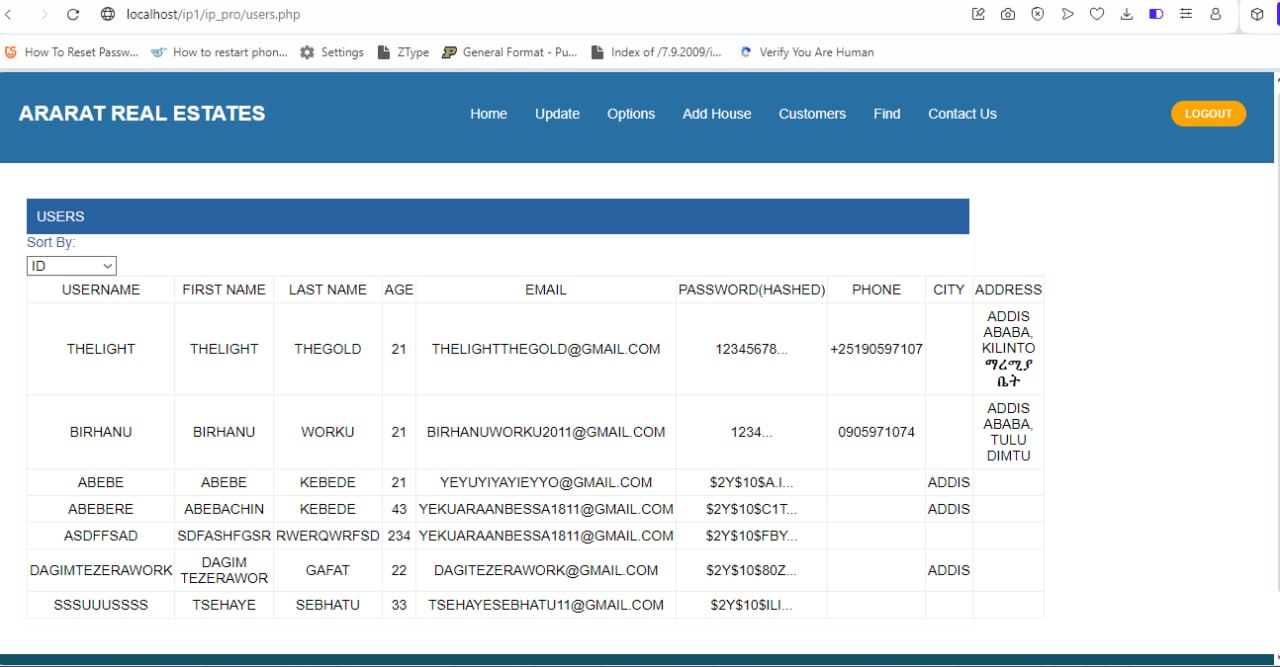 localhost/ip1/ip_pro/users.php
How To Reset Passw... How to restart phon... Settings ZType General Format - Pu... Index of /7.9.2009/i... Verify You Are Human
ARARAT REAL ESTATES Home Update Options Add House Customers Find Contact Us LOGOUT
USERS
Sort By:
ID
USERNAME FIRST NAME LAST NAME AGE EMAIL PASSWORD(HASHED) PHONE CITY ADDRESS
THELIGHT THELIGHT THEGOLD 21 THELIGHTTHEGOLD@GMAIL.COM 12345678... +25190597107 ADDIS
ABABA,
KILINTO
ማረሚያ
ቤት
BIRHANU BIRHANU WORKU 21 BIRHANUWORKU2011@GMAIL.COM 1234... 0905971074 ADDIS
ABABA,
TULU
DIMTU
ABEBE ABEBE KEBEDE 21 YEYUYIYAYIEYYO@GMAIL.COM $2Y$10$A.I... ADDIS
ABEBERE ABEBACHIN KEBEDE 43 YEKUARAANBESSA1811@GMAIL.COM $2Y$10$C1T... ADDIS
ASDFFSAD SDFASHFGSR RWERQWRFSD 234 YEKUARAANBESSA1811@GMAIL.COM $2Y$10$FBY...
DAGIMTEZERAWORK DAGIM
TEZERAWOR GAFAT 22 DAGITEZERAWORK@GMAIL.COM $2Y$10$80Z... ADDIS
SSSUUUSSSS TSEHAYE SEBHATU 33 TSEHAYESEBHATU11@GMAIL.COM $2Y$10$ILI...